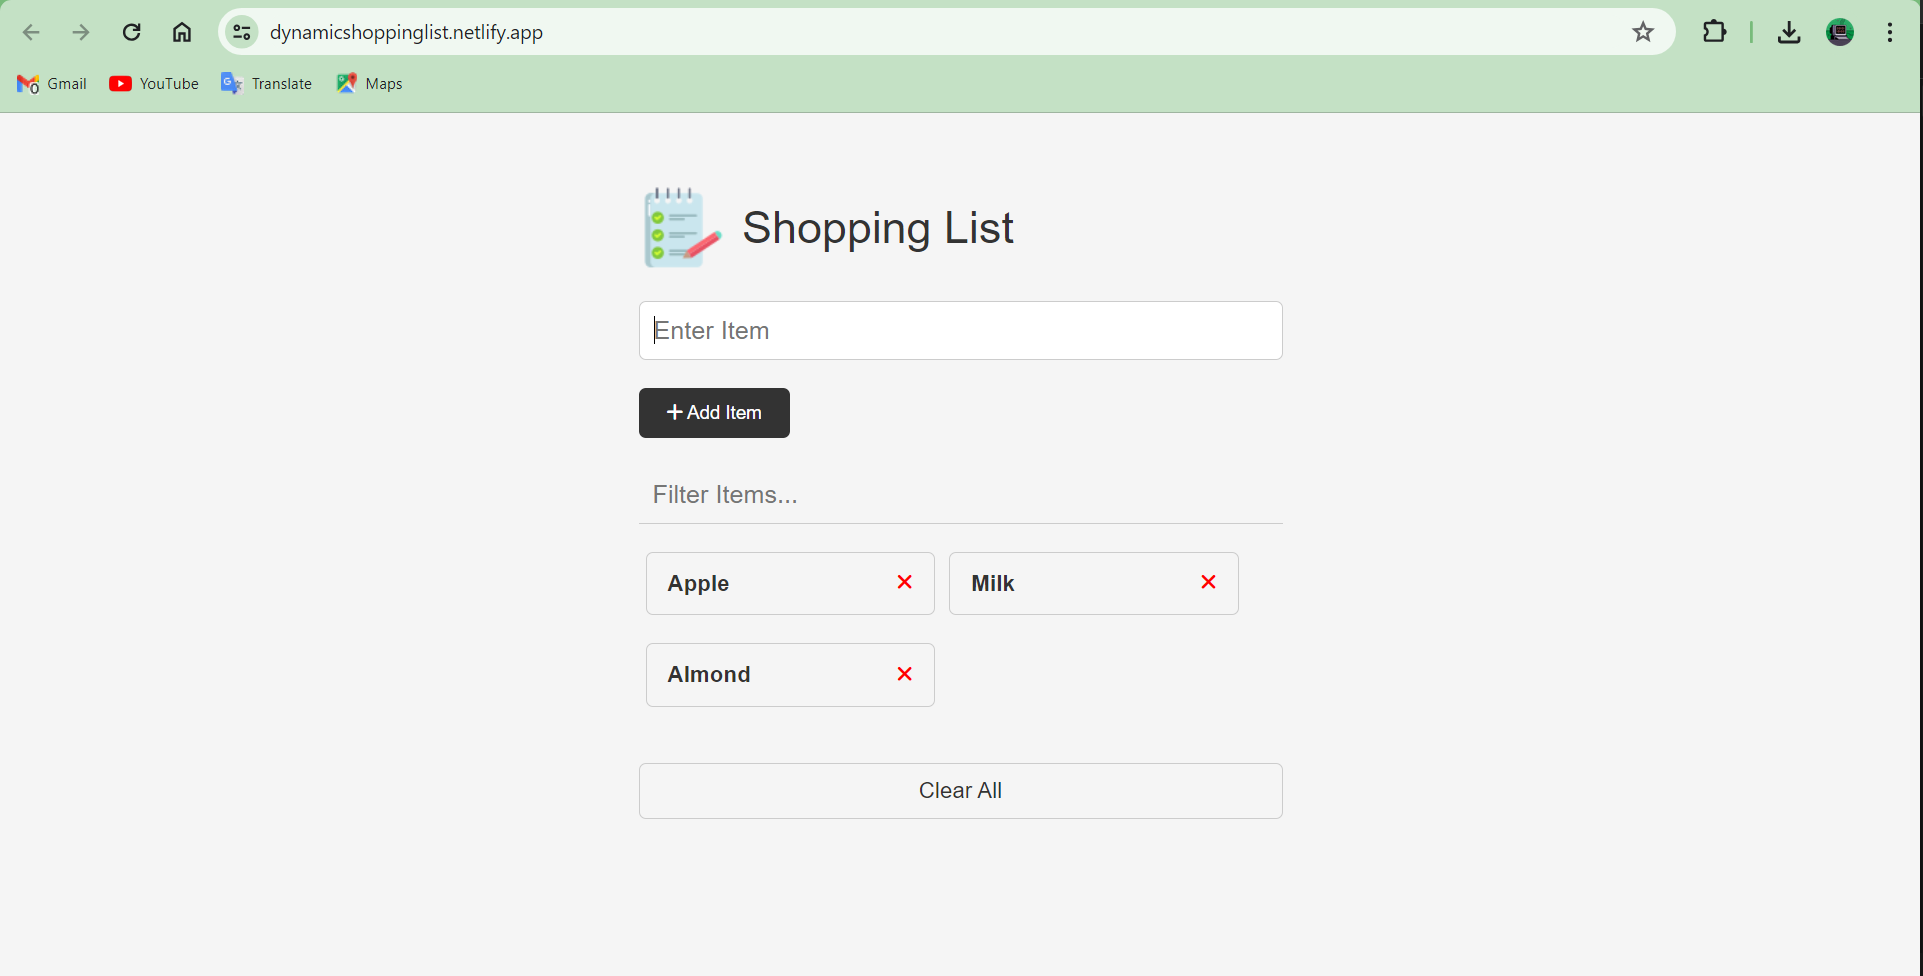 dynamicshoppinglist.netlify.app
Gmail YouTube Translate Maps
Shopping List
Enter Item
Add Item
Filter Items...
Apple Milk
Almond
Clear All